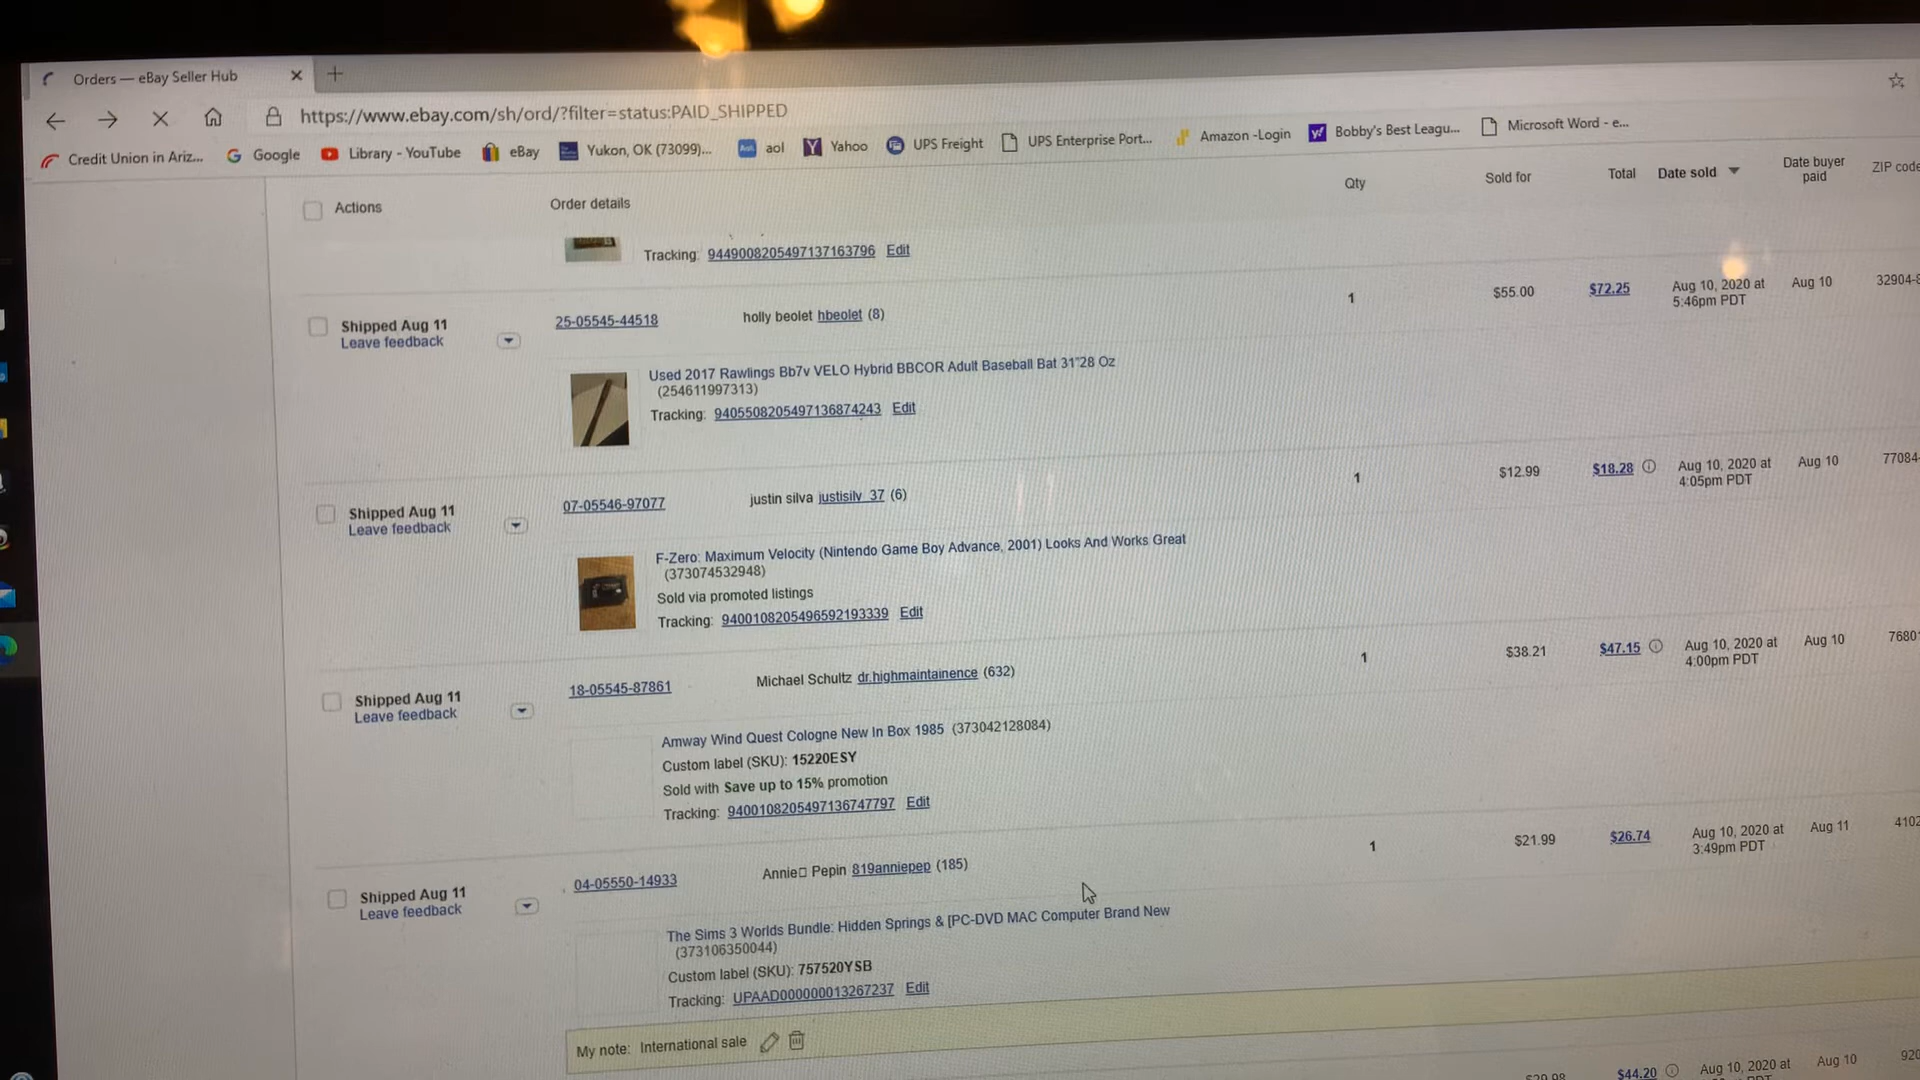 Orders — eBay Seller Hub
https://www.ebay.com/sh/ord/?filter=status:PAID_SHIPPED
Credit Union in Ariz... Google Library - YouTube eBay Yukon, OK (73099)... aol Yahoo UPS Freight UPS Enterprise Port... Amazon -Login Bobby's Best Leagu... Microsoft Word - e...
Actions Order details Qty Sold for Total Date sold Date buyer paid ZIP code
Tracking: 9449008205497137163796 Edit
Shipped Aug 11 25-05545-44518 holly beolet hbeolet (8) 1 $55.00 $72.25 Aug 10, 2020 at 5:46pm PDT Aug 10 32904-8
Leave feedback
Used 2017 Rawlings Bb7v VELO Hybrid BBCOR Adult Baseball Bat 31"28 Oz
(254611997313)
Tracking: 9405508205497136874243 Edit
Shipped Aug 11 07-05546-97077 justin silva justisilv_37 (6) 1 $12.99 $18.28 Aug 10, 2020 at 4:05pm PDT Aug 10 77084-
Leave feedback
F-Zero: Maximum Velocity (Nintendo Game Boy Advance, 2001) Looks And Works Great
(373074532948)
Sold via promoted listings
Tracking: 9400108205496592193339 Edit
Shipped Aug 11 18-05545-87861 Michael Schultz dr.highmaintainence (632) 1 $38.21 $47.15 Aug 10, 2020 at 4:00pm PDT Aug 10 76801
Leave feedback
Amway Wind Quest Cologne New In Box 1985 (373042128084)
Custom label (SKU): 15220ESY
Sold with Save up to 15% promotion
Tracking: 9400108205497136747797 Edit
Shipped Aug 11 04-05550-14933 Annie Pepin 819anniepep (185) 1 $21.99 $26.74 Aug 10, 2020 at 3:49pm PDT Aug 11 4102
Leave feedback
The Sims 3 Worlds Bundle: Hidden Springs & [PC-DVD MAC Computer Brand New
(373106350044)
Custom label (SKU): 757520YSB
Tracking: UPAAD000000013267237 Edit
My note: International sale
$44.20 Aug 10, 2020 at Aug 10 920